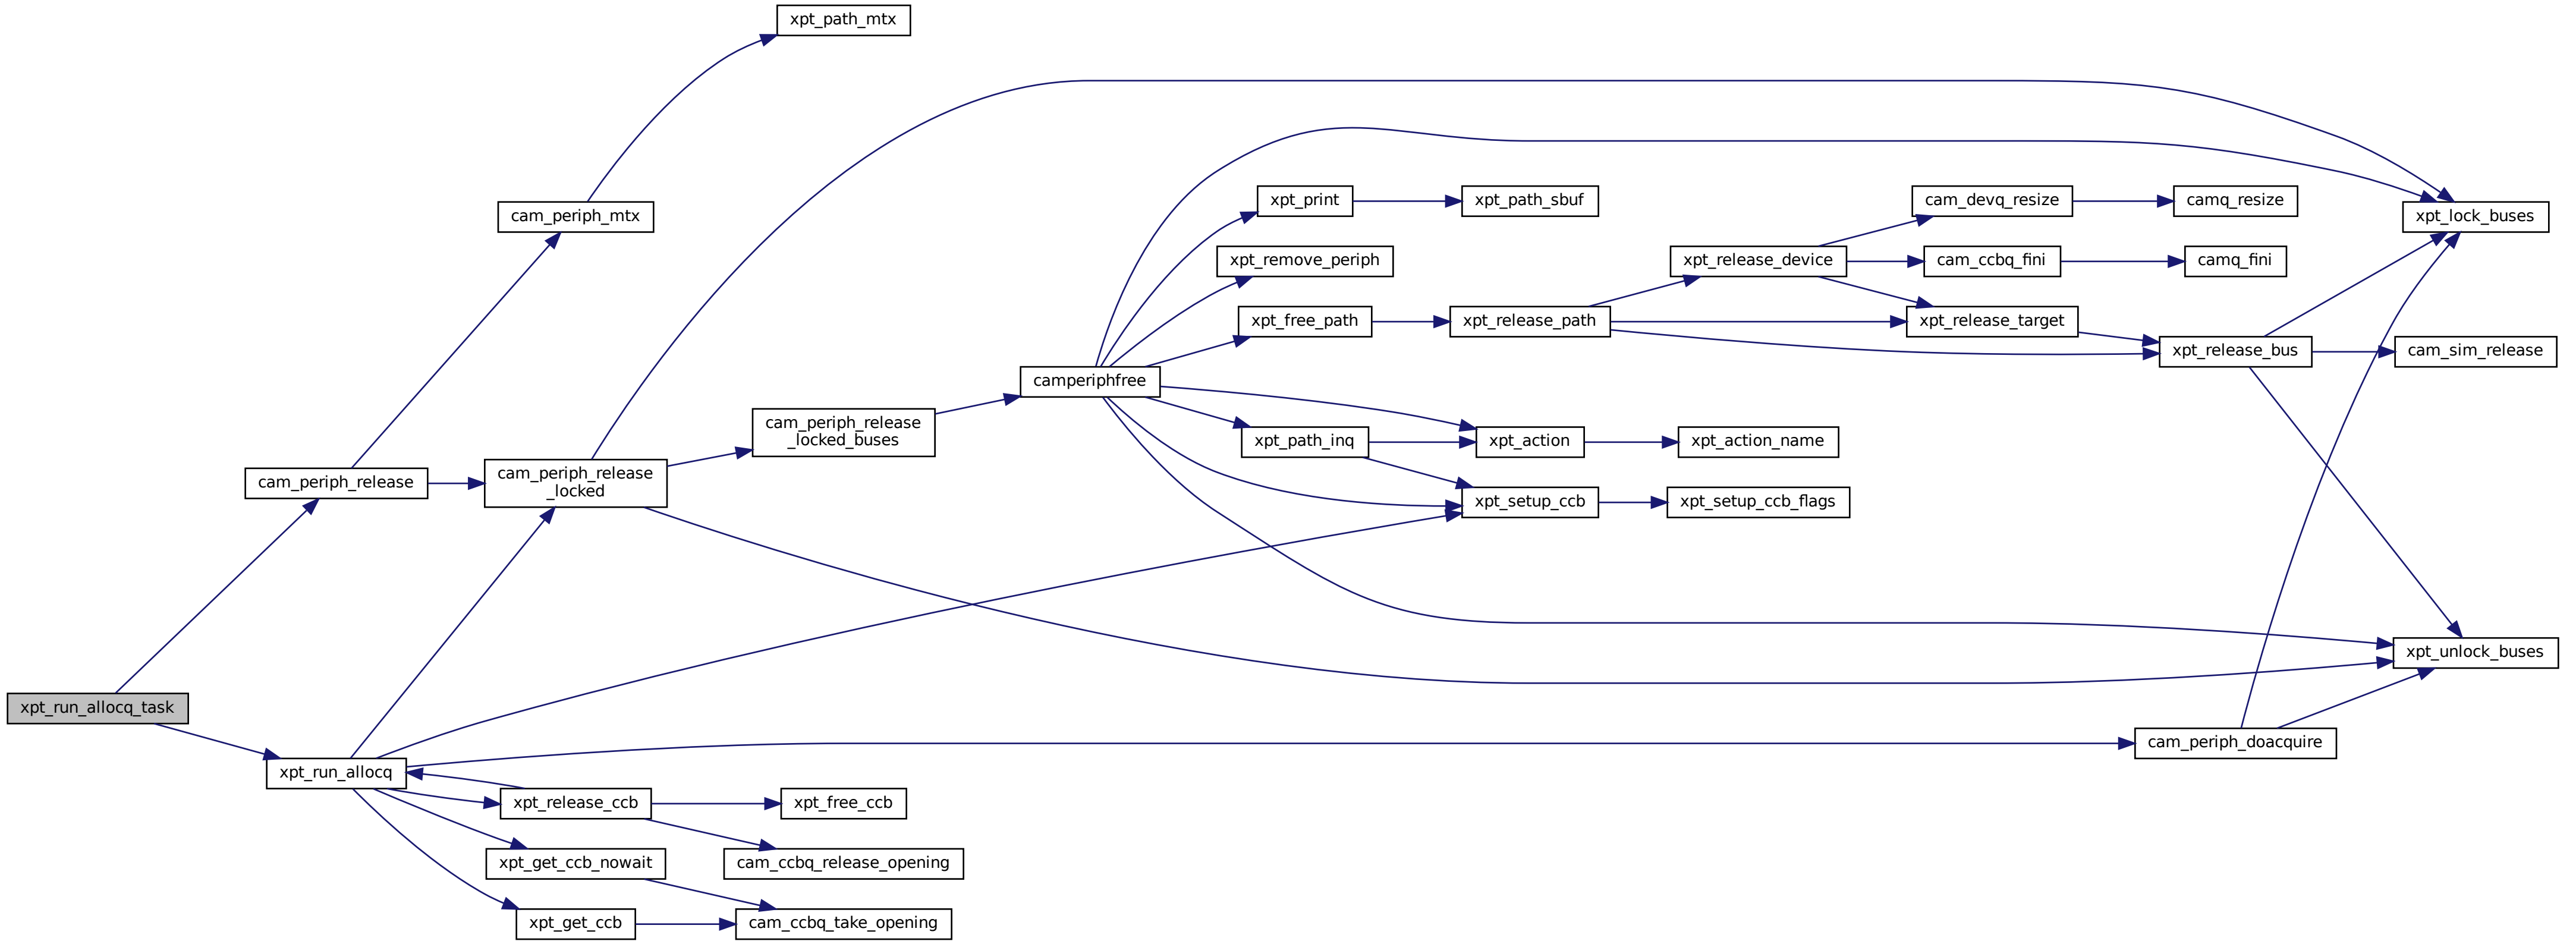 xpt_path_mtx
xpt_print
xpt_path_sbuf
cam_devq_resize
camq_resize
cam_periph_mtx
xpt_lock_buses
xpt_remove_periph
xpt_release_device
cam_ccbq_fini
camq_fini
xpt_free_path
xpt_release_path
xpt_release_target
xpt_release_bus
cam_sim_release
camperiphfree
cam_periph_release
_locked_buses
xpt_path_inq
xpt_action
xpt_action_name
cam_periph_release
cam_periph_release
_locked
xpt_setup_ccb
xpt_setup_ccb_flags
xpt_unlock_buses
xpt_run_allocq_task
cam_periph_doacquire
xpt_run_allocq
xpt_release_ccb
xpt_free_ccb
xpt_get_ccb_nowait
cam_ccbq_release_opening
xpt_get_ccb
cam_ccbq_take_opening